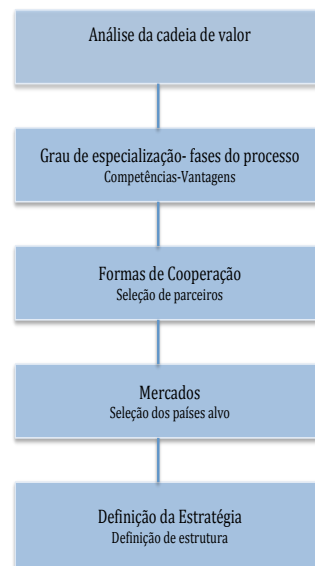 Análise da cadeia de valor
Grau de especialização- fases do processo
Competências-Vantagens
Formas de Cooperação
Seleção de parceiros
Mercados
Seleção dos países alvo
Definição da Estratégia
Definição de estrutura